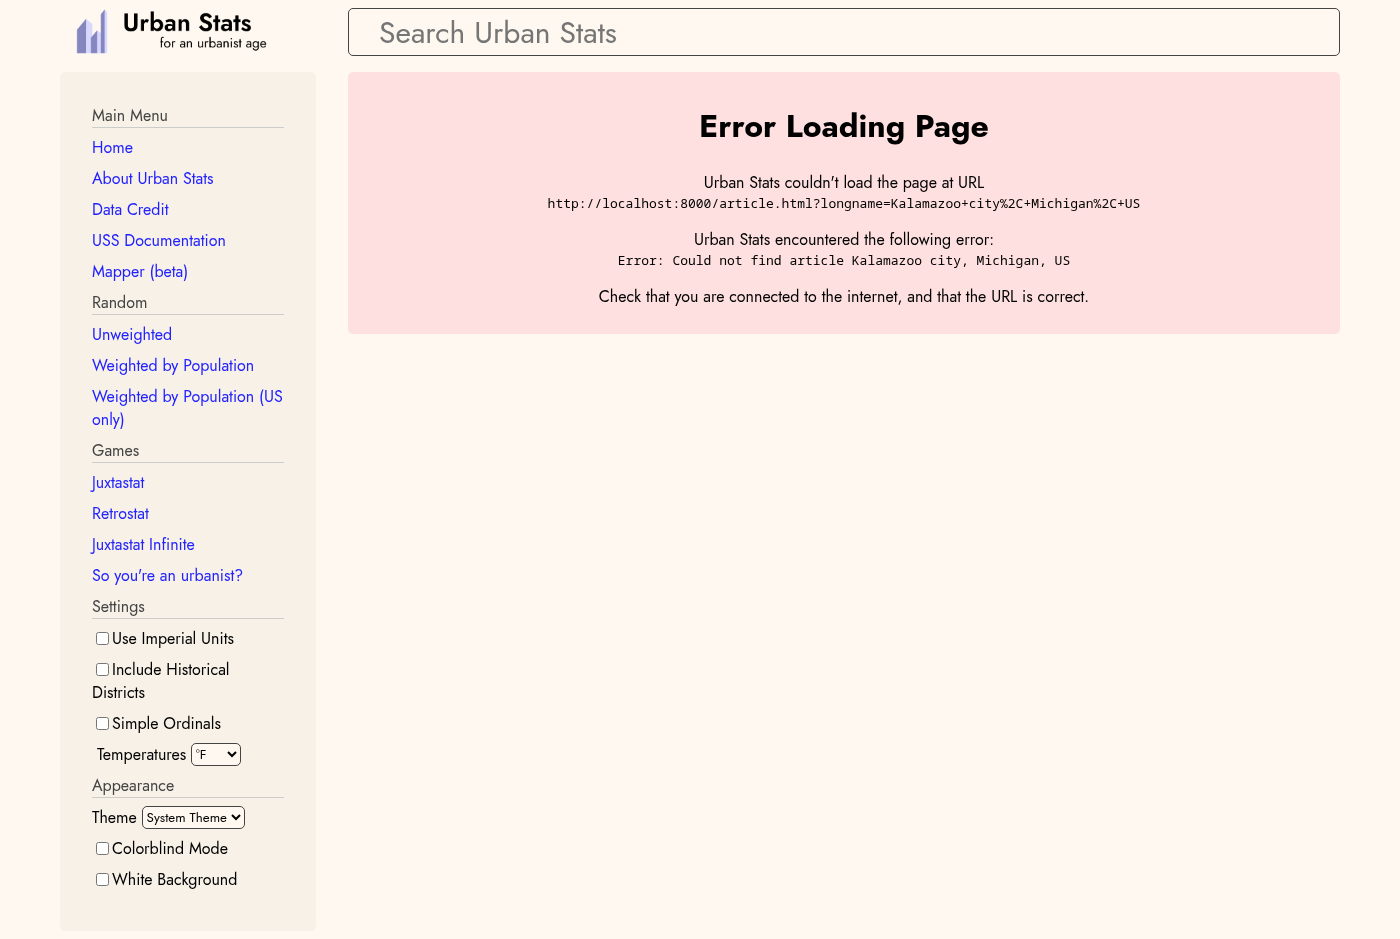 Urban Stats
for an urbanist age
Search Urban Stats
Main Menu
Home
About Urban Stats
Data Credit
USS Documentation
Mapper (beta)
Random
Unweighted
Weighted by Population
Weighted by Population (US
only)
Games
Juxtastat
Retrostat
Juxtastat Infinite
So you're an urbanist?
Settings
Use Imperial Units
Include Historical
Districts
Simple Ordinals
Temperatures °F
Appearance
Theme System Theme
Colorblind Mode
White Background
Error Loading Page
Urban Stats couldn't load the page at URL
http://localhost:8000/article.html?longname=Kalamazoo+city%2C+Michigan%2C+US
Urban Stats encountered the following error:
Error: Could not find article Kalamazoo city, Michigan, US
Check that you are connected to the internet, and that the URL is correct.